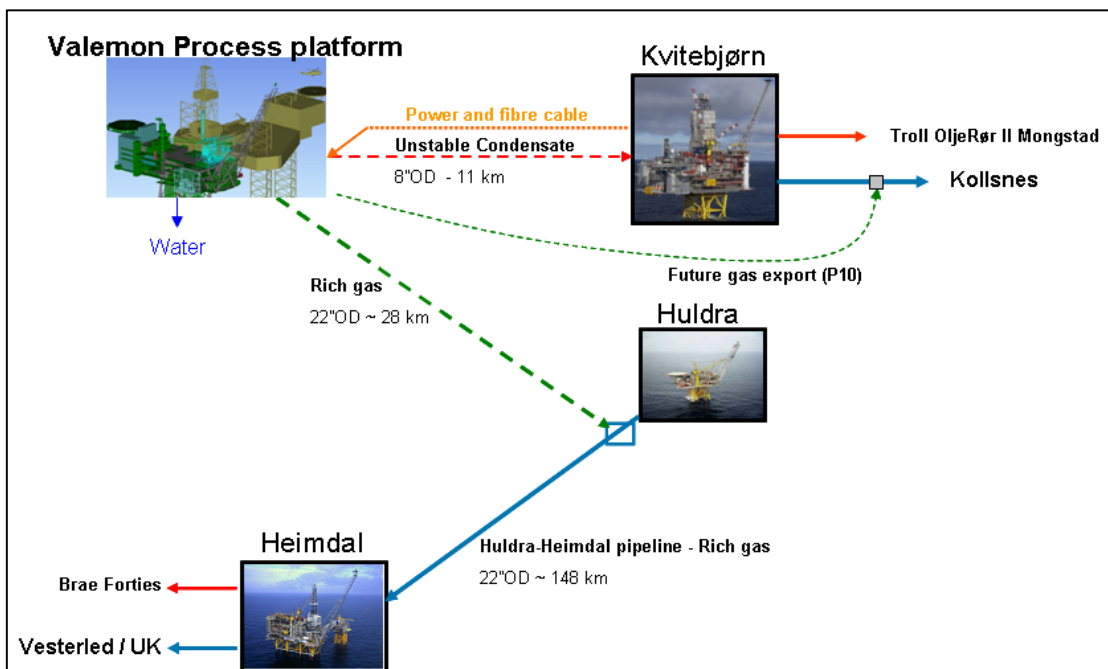 Valemon Process platform
Kvitebjørn
Power and fibre cable
Unstable Condensate
8"OD - 11 km
Troll OljeRør II Mongstad
Kollsnes
Water
Future gas export (P10)
Rich gas
22"OD ~ 28 km
Huldra
Heimdal
Huldra-Heimdal pipeline - Rich gas
22"OD ~ 148 km
Brae Forties
Vesterled / UK